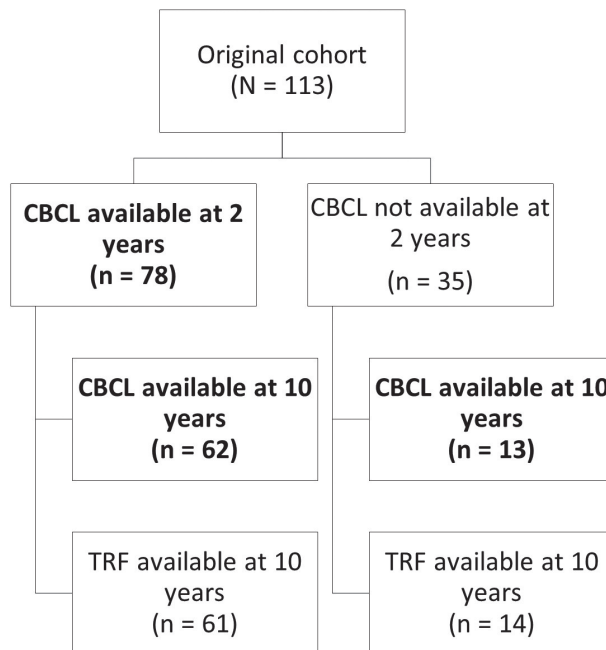 Original cohort
(N = 113)
CBCL available at 2
years
(n = 78)
CBCL not available at
2 years
(n = 35)
CBCL available at 10
years
(n = 62)
CBCL available at 10
years
(n = 13)
TRF available at 10
years
(n = 61)
TRF available at 10
years
(n = 14)